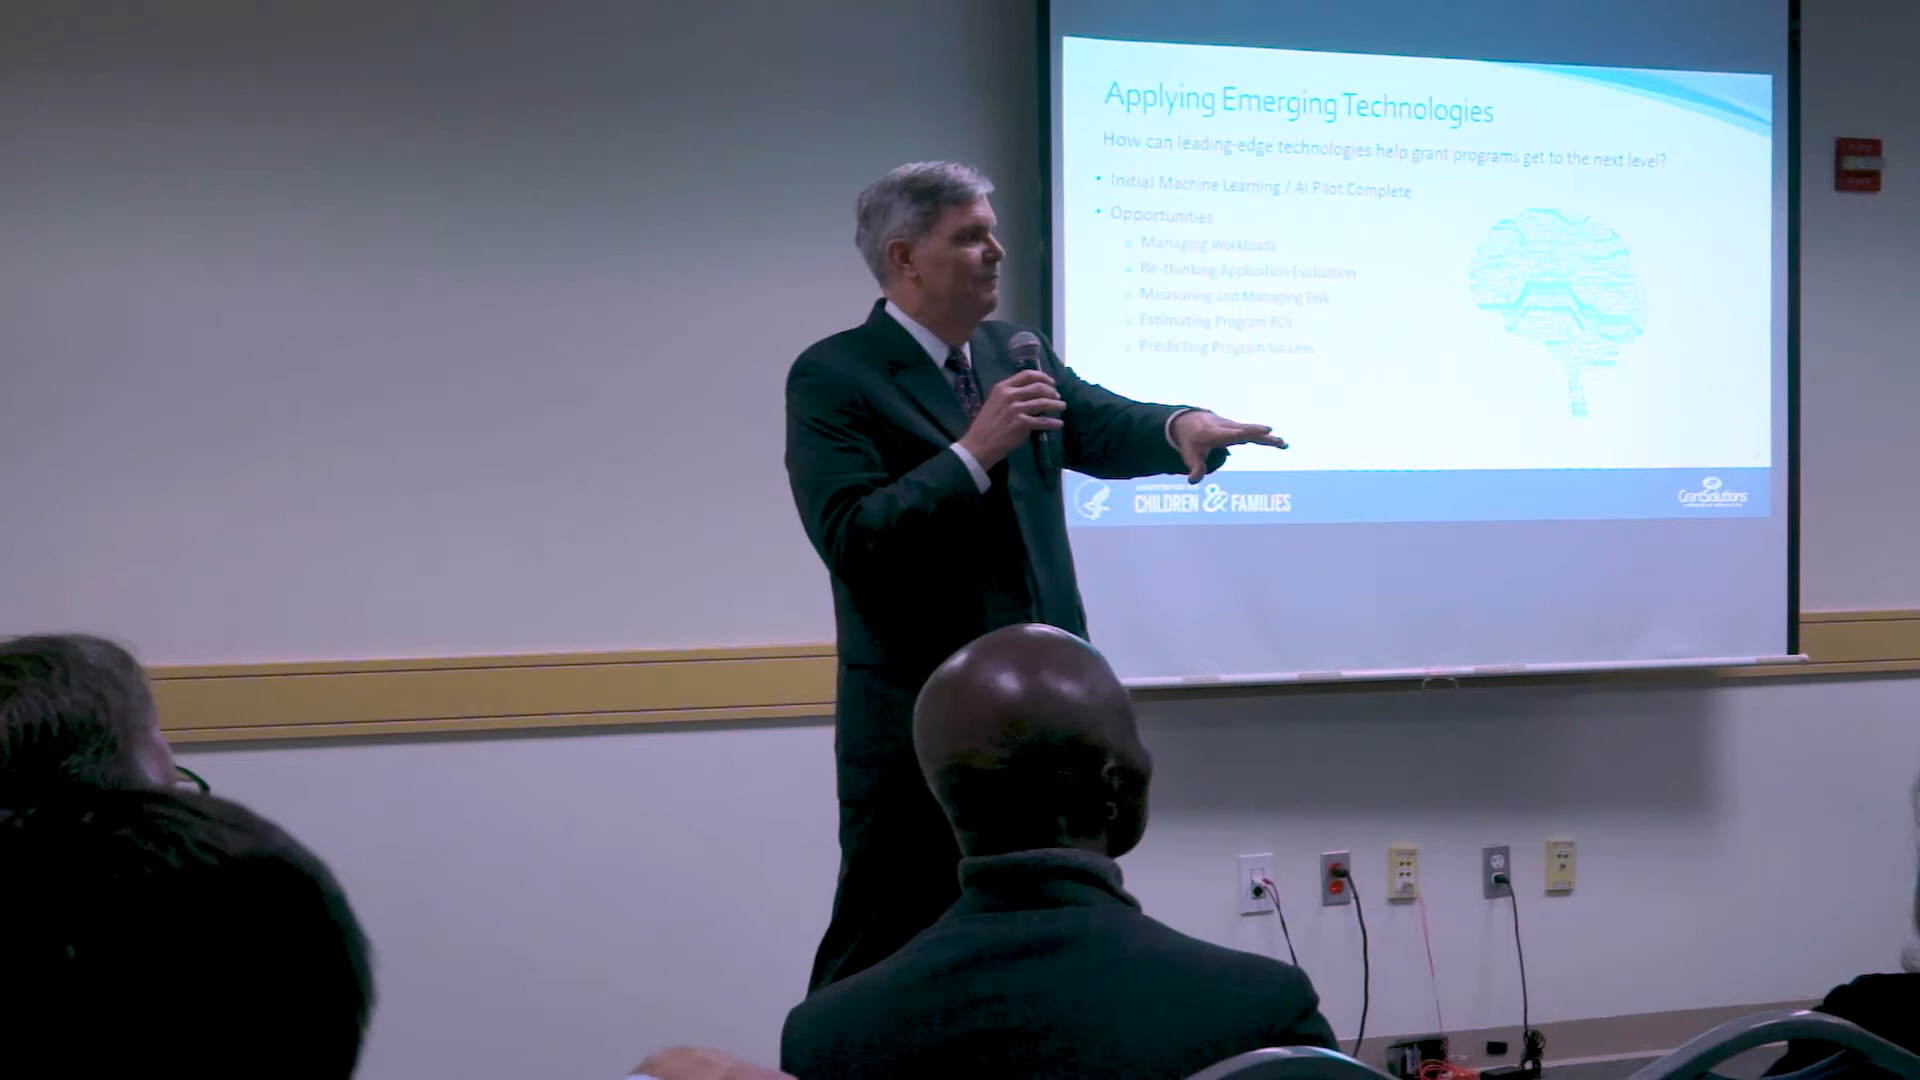 Applying Emerging Technologies
How can leading-edge technologies help grant programs get to the next level?
• Initial Machine Learning / AI Pilot Complete
• Opportunities
Managing Workloads
Re-thinking Application Evaluation
Measuring and Managing Risk
Estimating Program ROI
Predicting Program Success
CHILDREN & FAMILIES
GrantSolutions